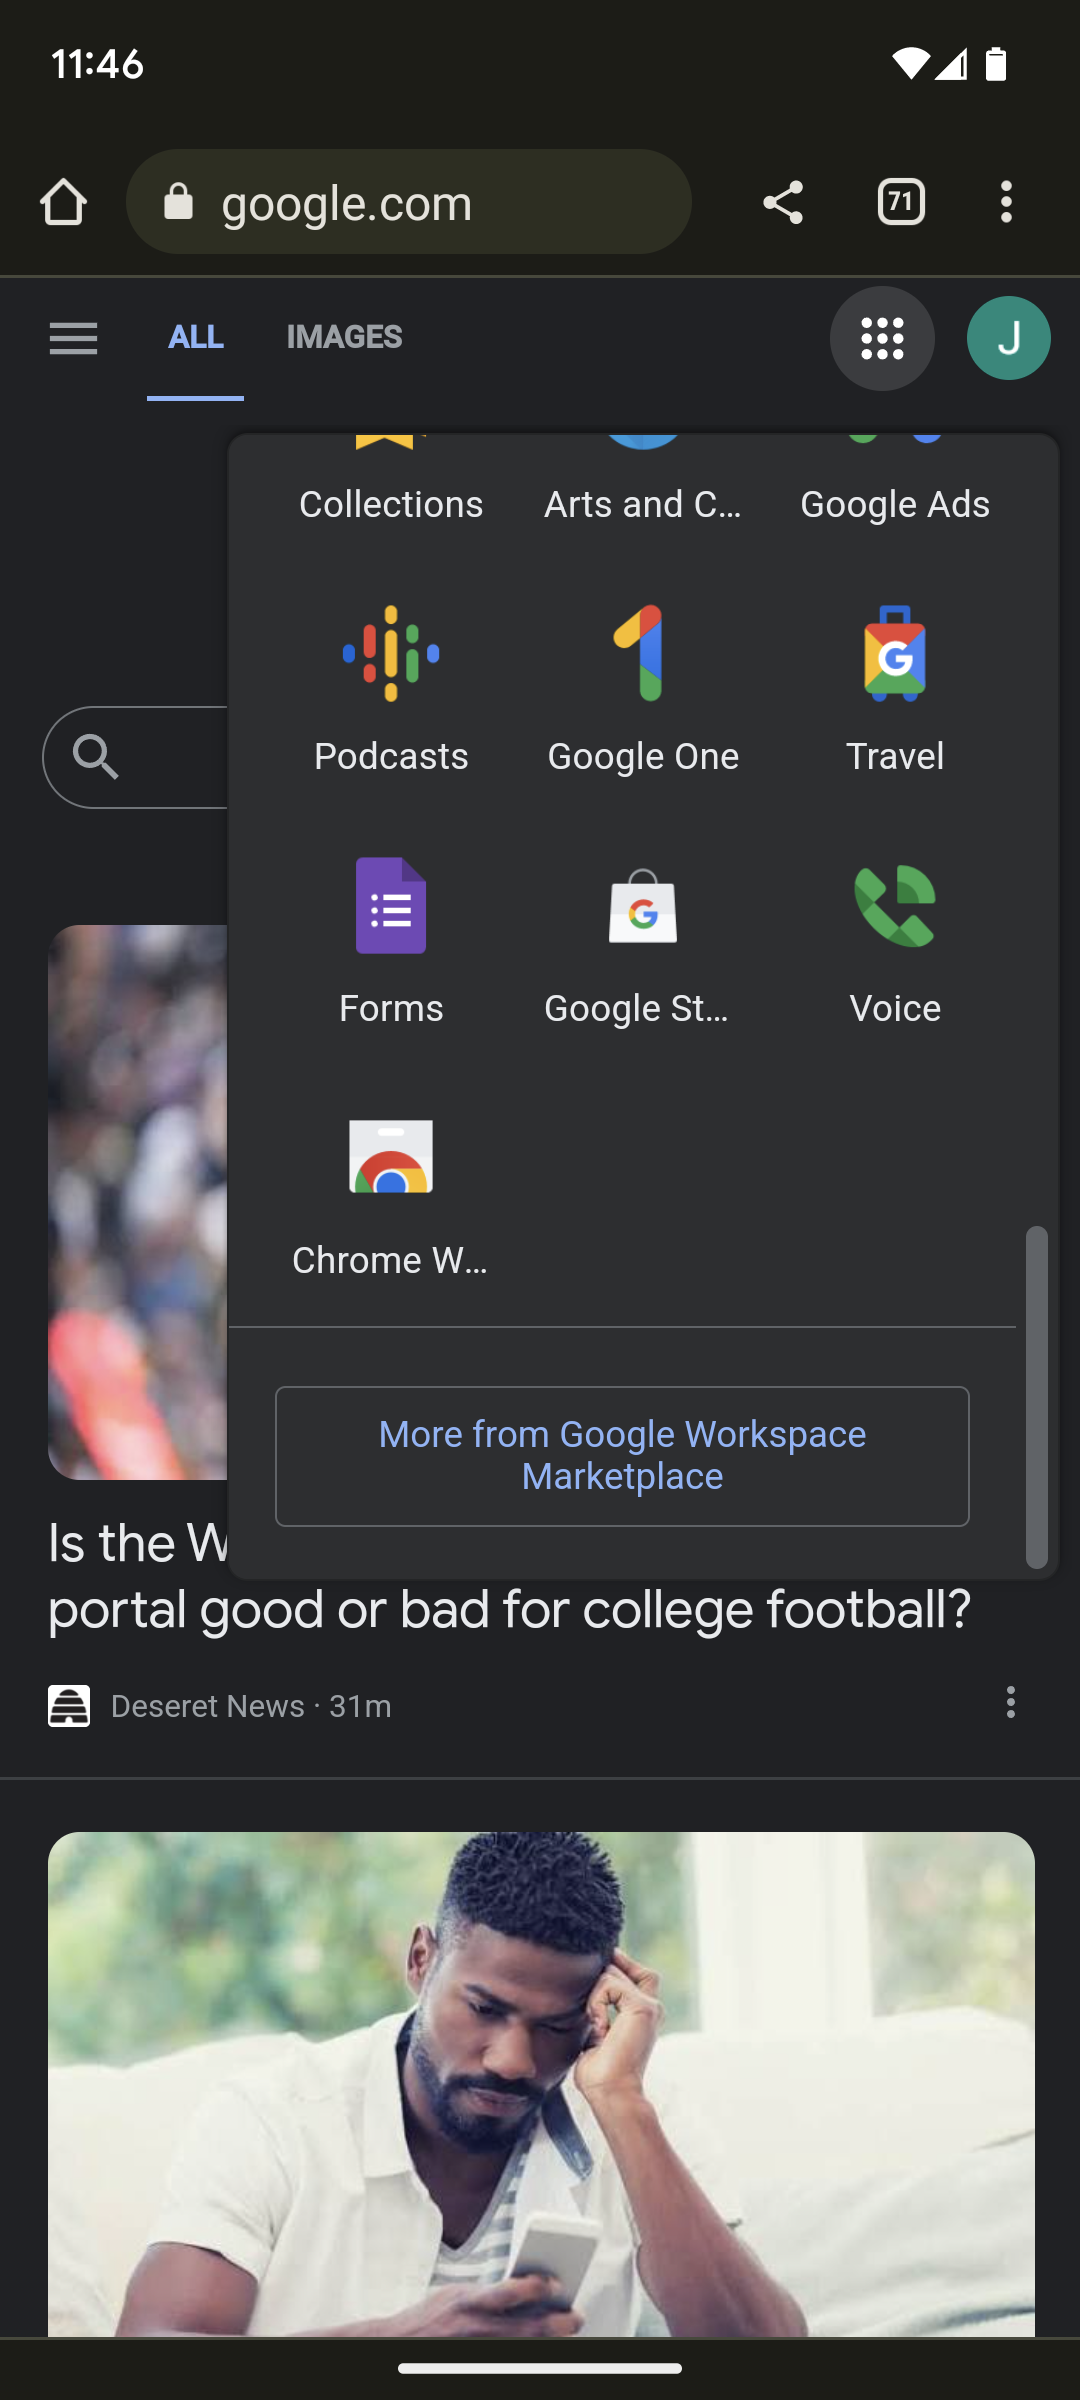 11:46
google.com
71
ALL IMAGES
J
Collections Arts and C... Google Ads
Podcasts Google One Travel
Forms Google St... Voice
Chrome W...
More from Google Workspace
Marketplace
Is the W
portal good or bad for college football?
Deseret News · 31m